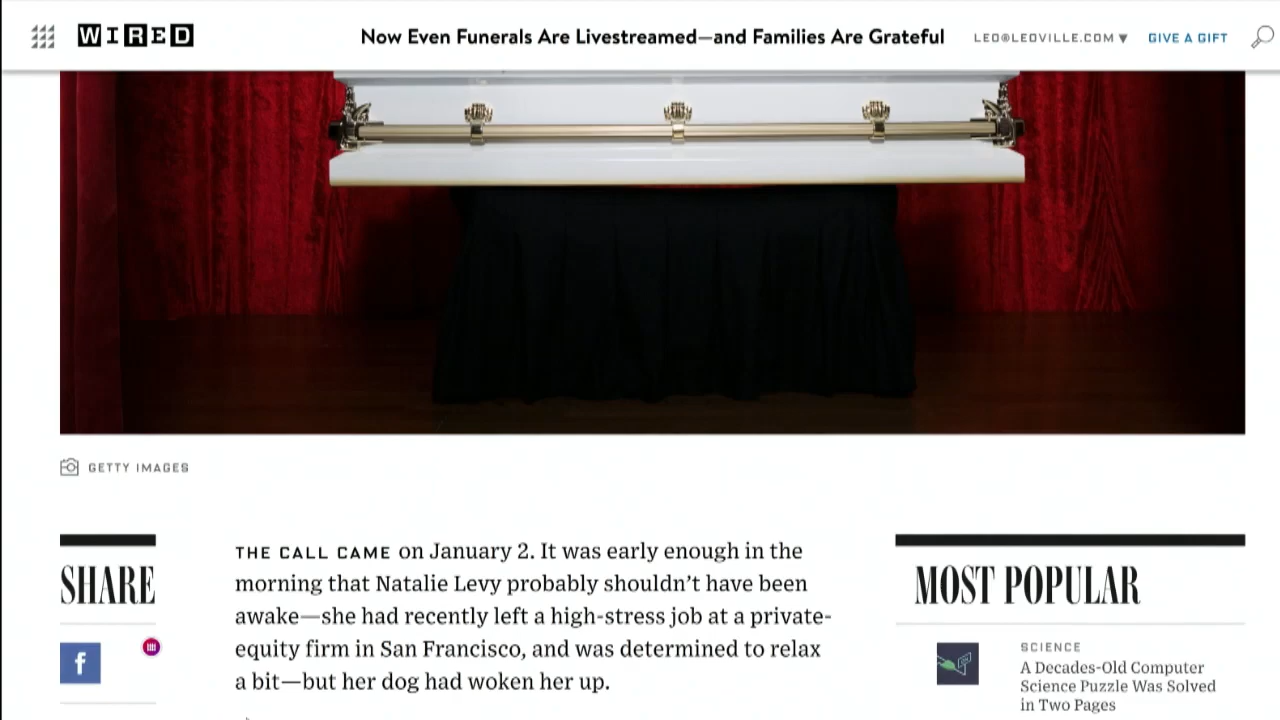 WIRED
Now Even Funerals Are Livestreamed—and Families Are Grateful
LEO@LEOVILLE.COM ▼
GIVE A GIFT
GETTY IMAGES
SHARE
f
THE CALL CAME on January 2. It was early enough in the
morning that Natalie Levy probably shouldn’t have been
awake—she had recently left a high-stress job at a private-
equity firm in San Francisco, and was determined to relax
a bit—but her dog had woken her up.
MOST POPULAR
SCIENCE
A Decades-Old Computer
Science Puzzle Was Solved
in Two Pages